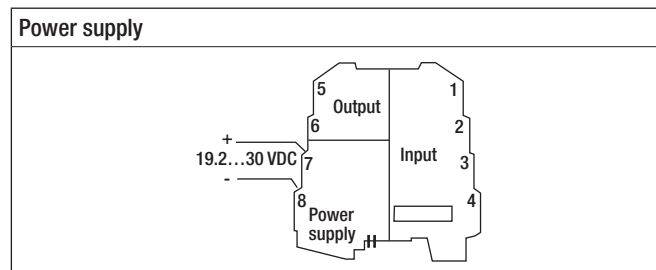 Power supply
5
Output
1
6
2
+
19.2…30 VDC
7
Input
3
-
8
4
Power
supply